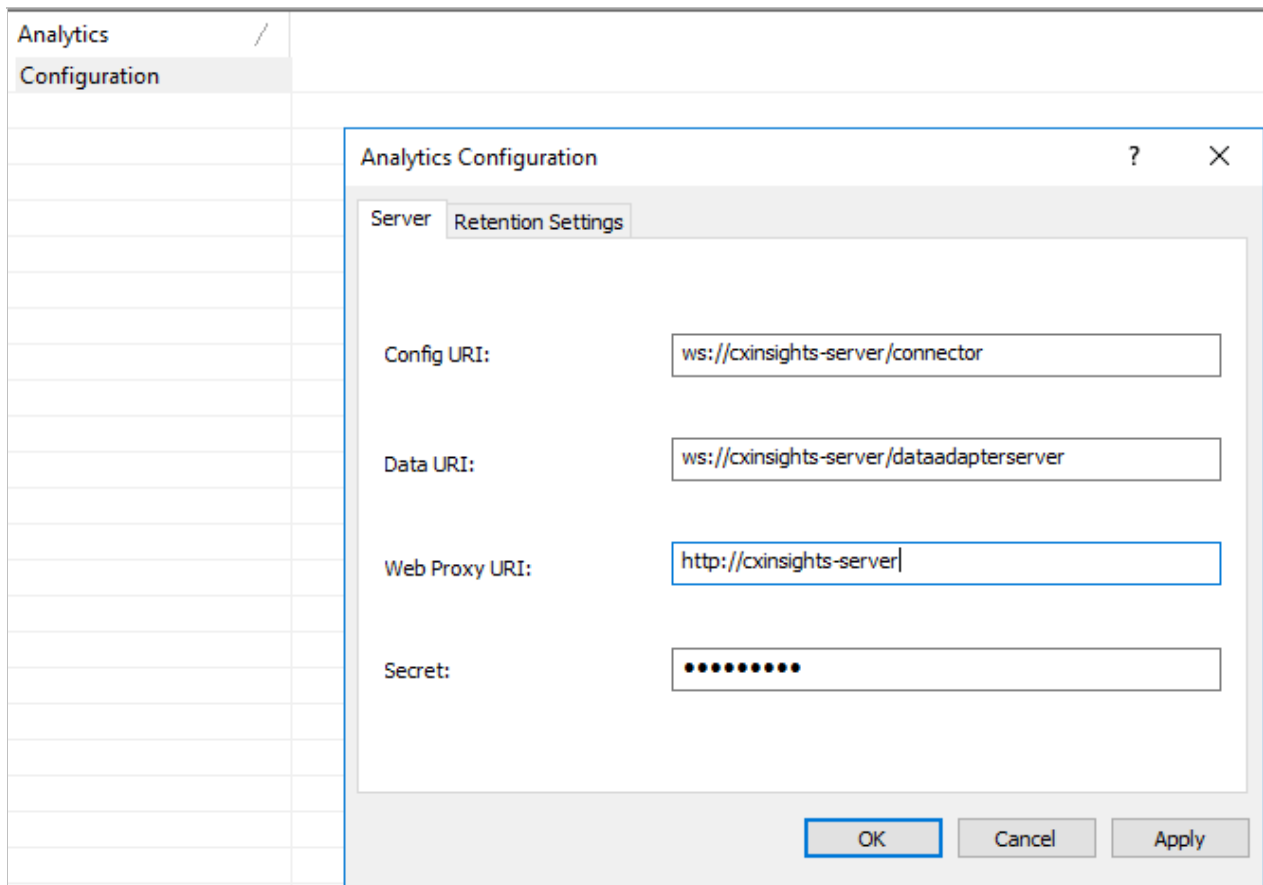 Analytics
Configuration
Analytics Configuration
Server Retention Settings
Config URI: ws://cxinsights-server/connector
Data URI: ws://cxinsights-server/dataadapterserver
Web Proxy URI: http://cxinsights-server
Secret: •••••••••
OK Cancel Apply